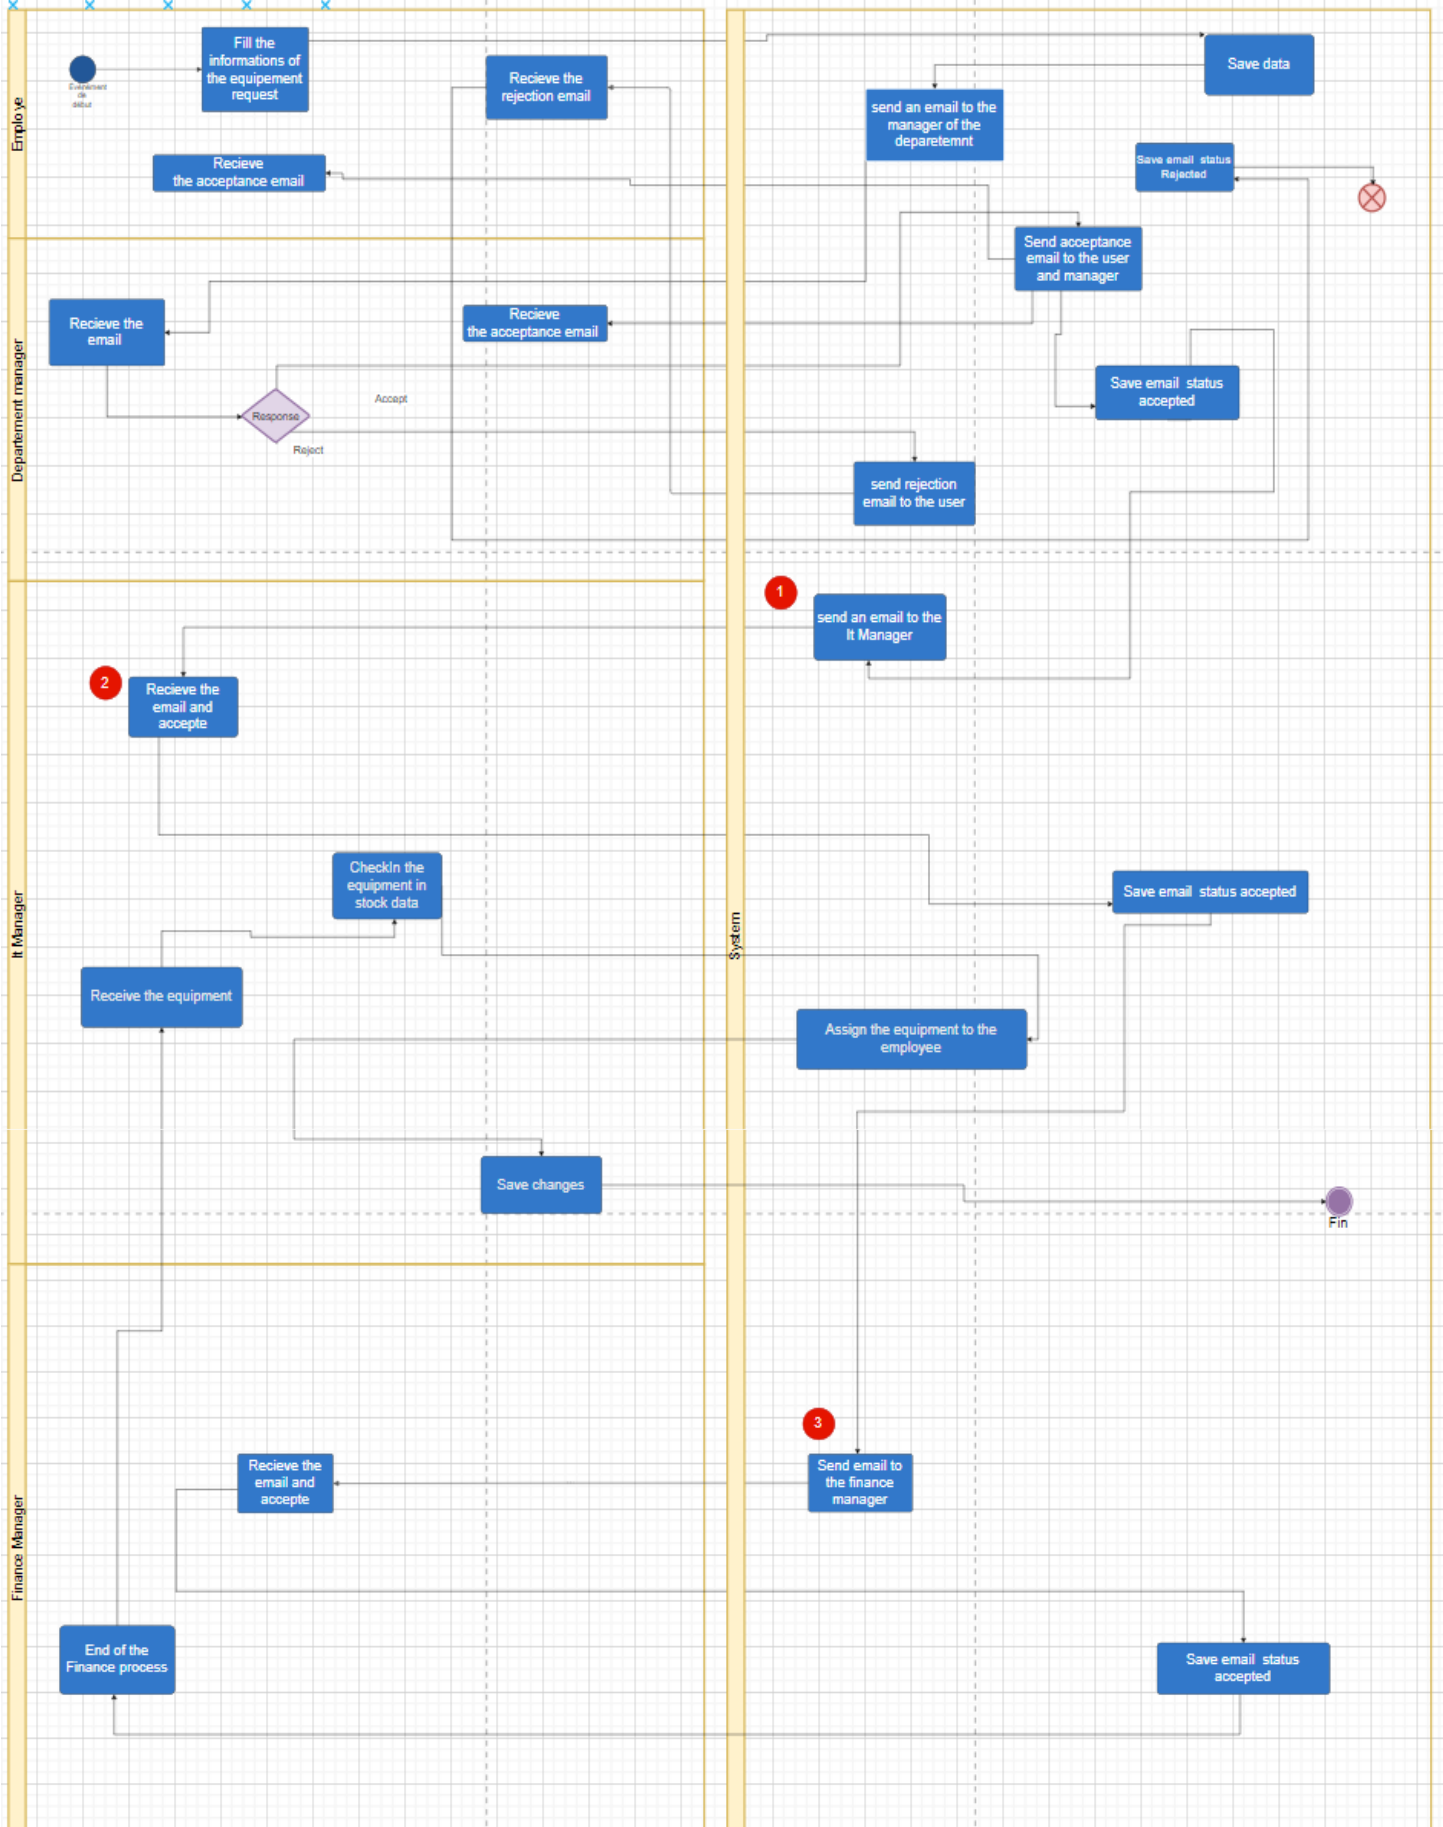 Employe
Evénement
de
début
Fill the
informations of
the equipement
request
Recieve the
rejection email
Recieve
the acceptance email
Save data
send an email to the
manager of the
deparetemnt
Save email status
Rejected
Send acceptance
email to the user
and manager
Departement manager
Recieve the
email
Recieve
the acceptance email
Response
Accept
Reject
Save email status
accepted
send rejection
email to the user
It Manager
System
1
send an email to the
It Manager
2
Recieve the
email and
accepte
CheckIn the
equipment in
stock data
Save email status accepted
Receive the equipment
Assign the equipment to the
employee
Save changes
Fin
Finance Manager
3
Recieve the
email and
accepte
Send email to
the finance
manager
End of the
Finance process
Save email status
accepted